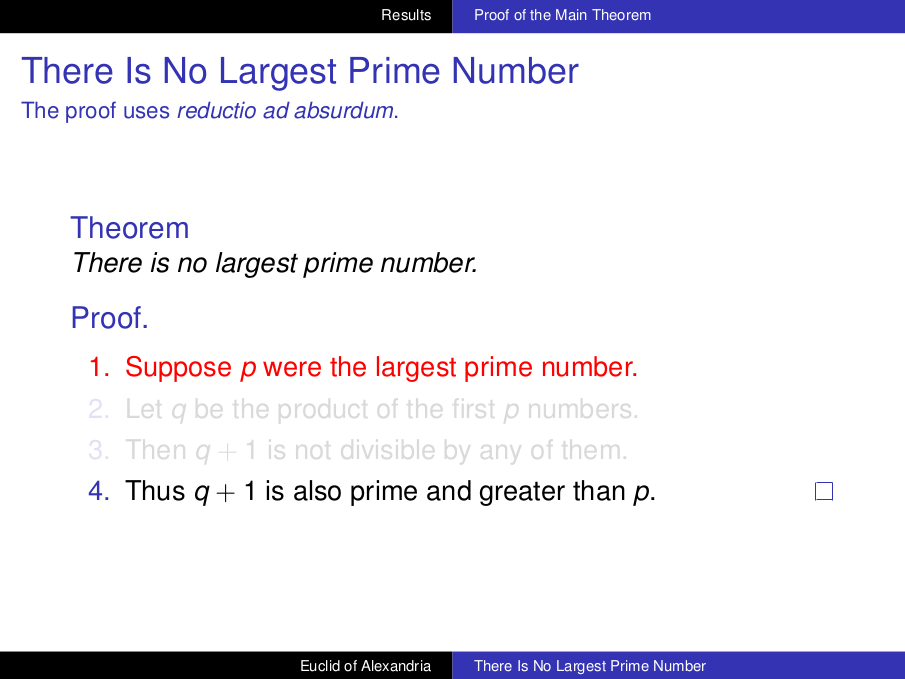 Results Proof of the Main Theorem
There Is No Largest Prime Number
The proof uses reductio ad absurdum.
Theorem
There is no largest prime number.
Proof.
1. Suppose p were the largest prime number.
2. Let q be the product of the first p numbers.
3. Then q + 1 is not divisible by any of them.
4. Thus q + 1 is also prime and greater than p.
Euclid of Alexandria There Is No Largest Prime Number